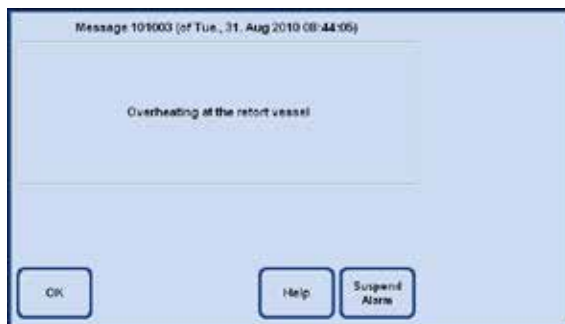 Message 101003 (of Tue., 31. Aug 2010 08:44:05)
Overheating at the retort vessel
OK
Help
Suspend
Alarm